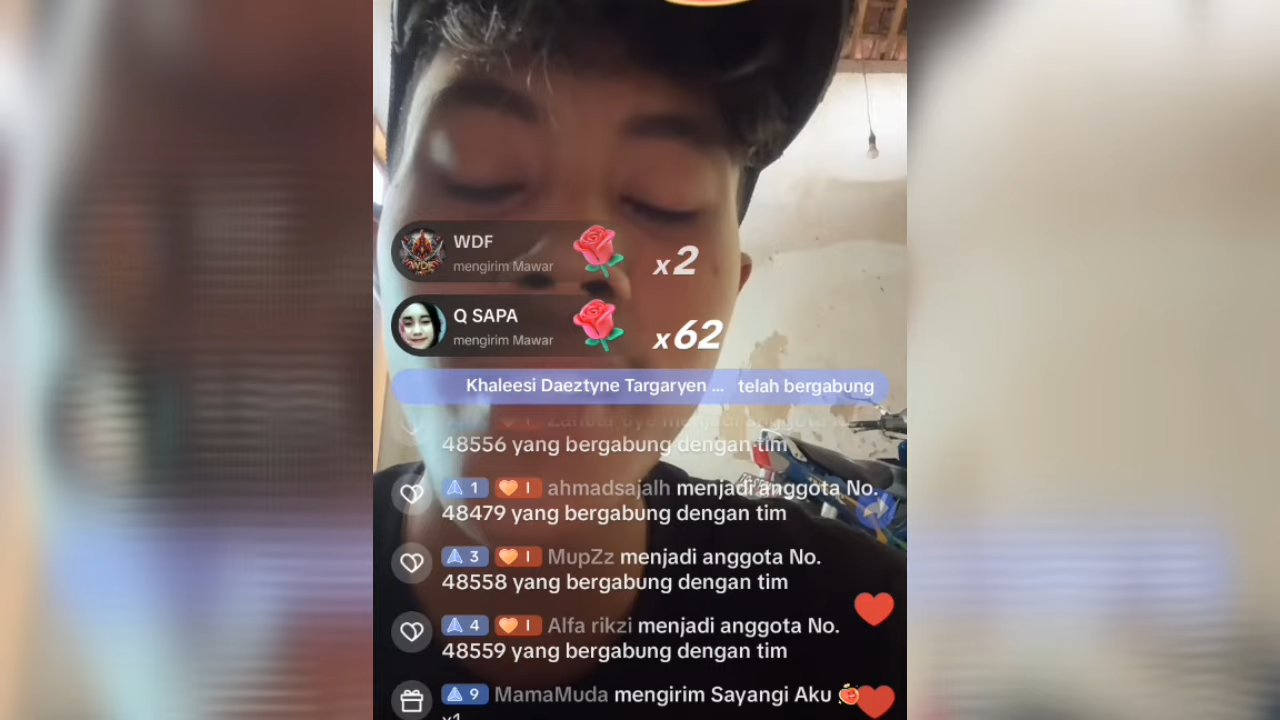 WDF
mengirim Mawar
x2
Q SAPA
mengirim Mawar
x62
Khaleesi Daeztyne Targaryen ... telah bergabung
48556 yang bergabung dengan tim
1 I ahmadsajalh menjadi anggota No.
48479 yang bergabung dengan tim
3 I MupZz menjadi anggota No.
48558 yang bergabung dengan tim
4 I Alfa rikzi menjadi anggota No.
48559 yang bergabung dengan tim
9 MamaMuda mengirim Sayangi Aku
x1